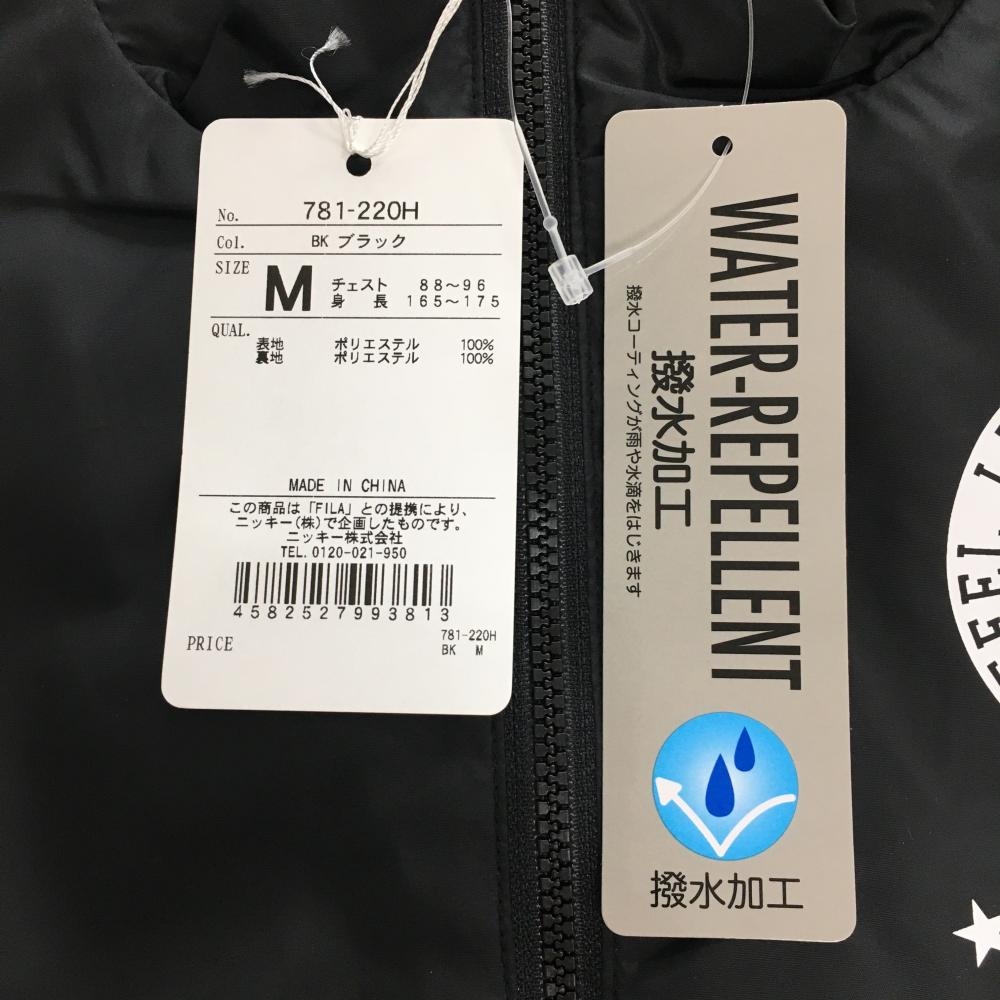 No. 781-220H
Col. BK ブラック
SIZE M チェスト 88～96
身長 165～175
QUAL.
表地 ポリエステル 100%
裏地 ポリエステル 100%
MADE IN CHINA
この商品は「FILA」との提携により、
ニッキー(株)で企画したものです。
ニッキー株式会社
TEL. 0120-021-950
4582527993813
PRICE
781-220H
BK M
WATER-REPELLENT
撥水加工
撥水コーティングが雨や水滴をはじきます
撥水加工